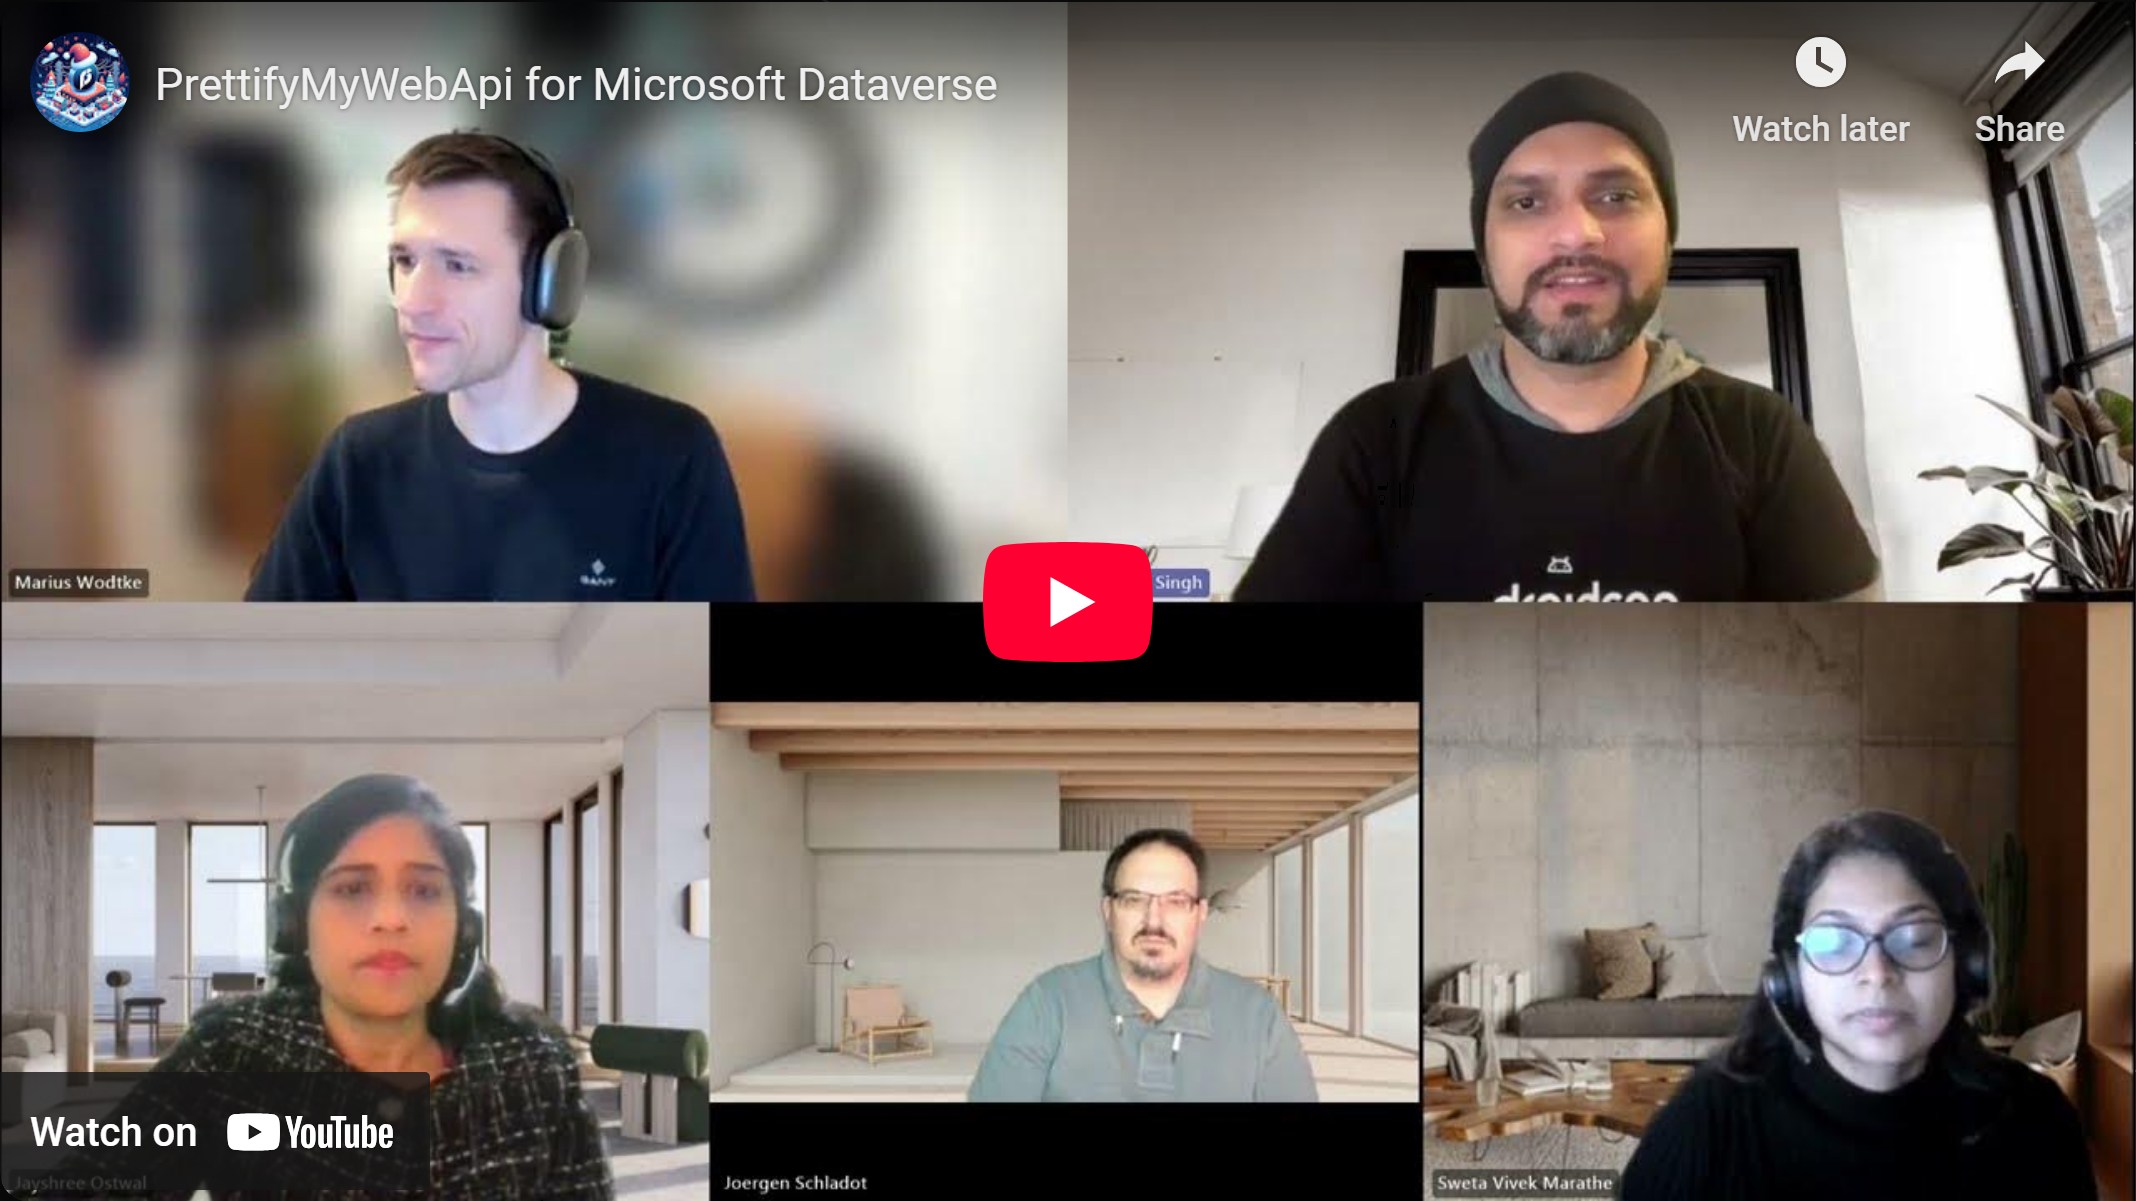 PrettifyMyWebApi for Microsoft Dataverse
Watch later
Share
Marius Wodtke
Singh
Watch on YouTube
Jayshree Ostwal
Joergen Schladot
Sweta Vivek Marathe